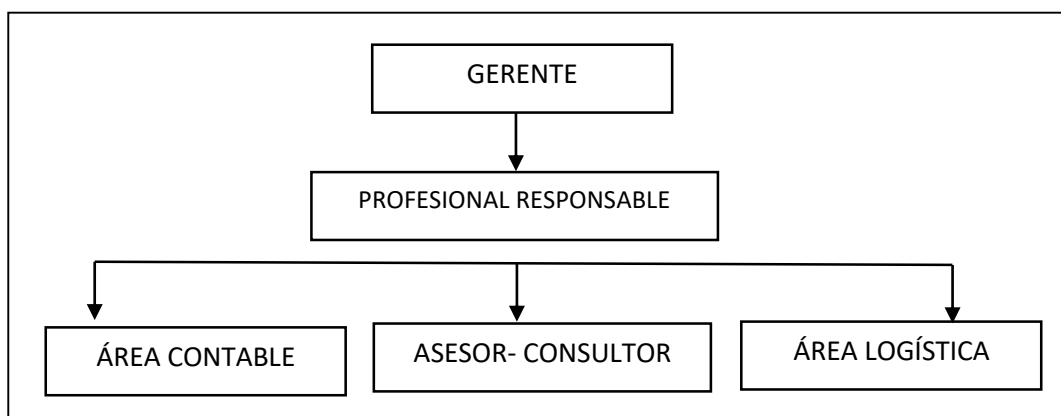 GERENTE
PROFESIONAL RESPONSABLE
ÁREA CONTABLE
ASESOR- CONSULTOR
ÁREA LOGÍSTICA